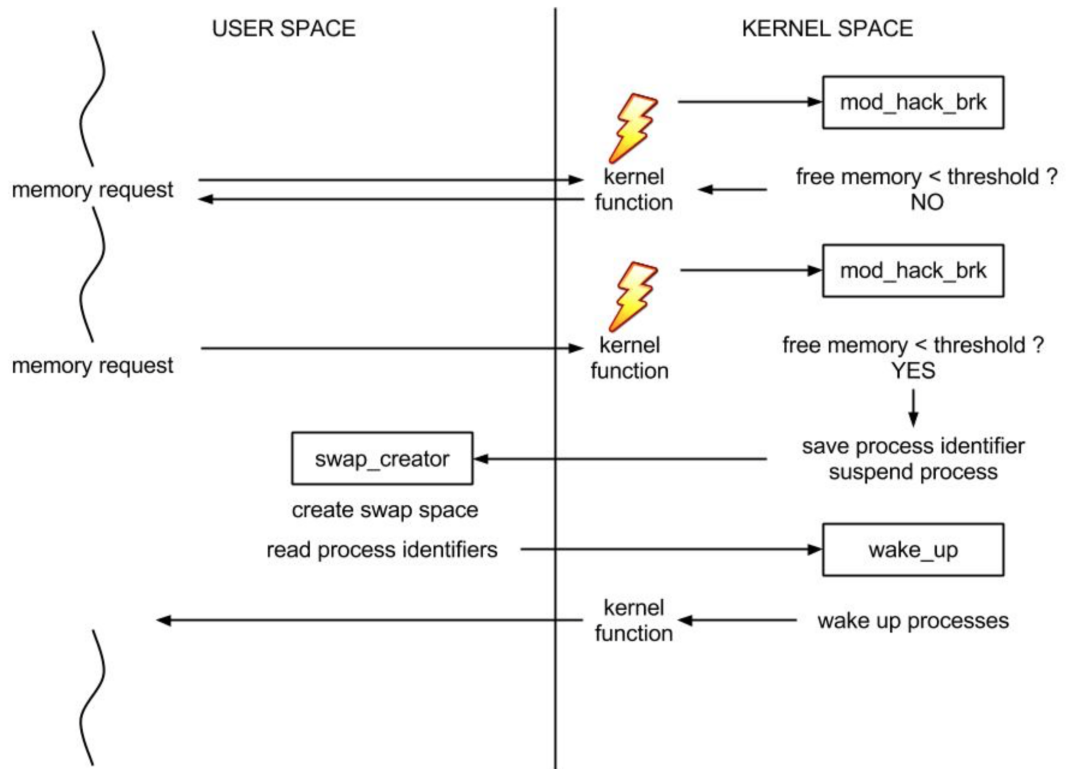 USER SPACE
KERNEL SPACE
mod_hack_brk
memory request
kernel
function
free memory < threshold ?
NO
mod_hack_brk
memory request
kernel
function
free memory < threshold ?
YES
swap_creator
save process identifier
suspend process
create swap space
read process identifiers
wake_up
kernel
function
wake up processes